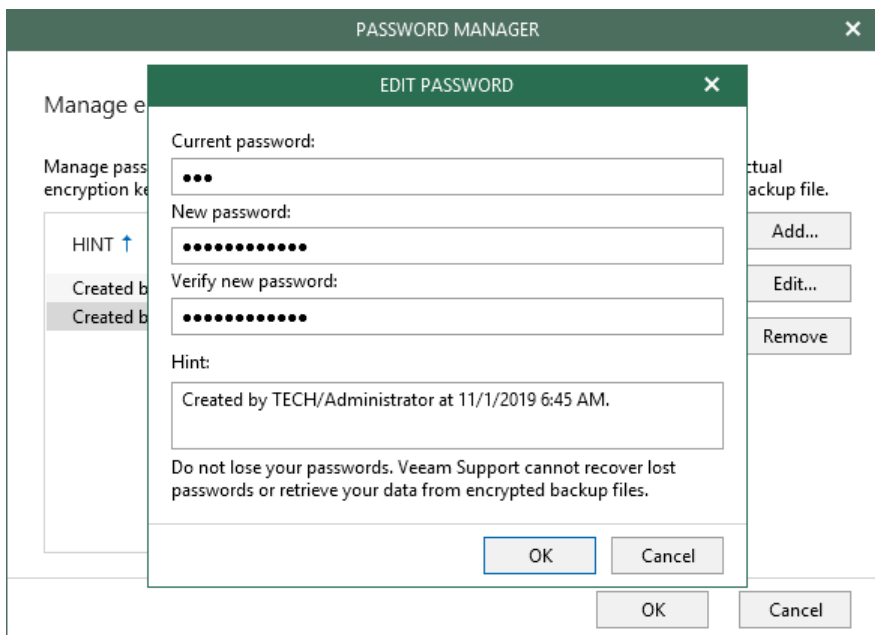 PASSWORD MANAGER
EDIT PASSWORD
Manage e
Manage pass
encryption ke
ctual
ackup file.
HINT
Created b
Created b
Add...
Edit...
Remove
Current password:
•••
New password:
••••••••••••
Verify new password:
••••••••••••
Hint:
Created by TECH/Administrator at 11/1/2019 6:45 AM.
Do not lose your passwords. Veeam Support cannot recover lost
passwords or retrieve your data from encrypted backup files.
OK Cancel
OK Cancel